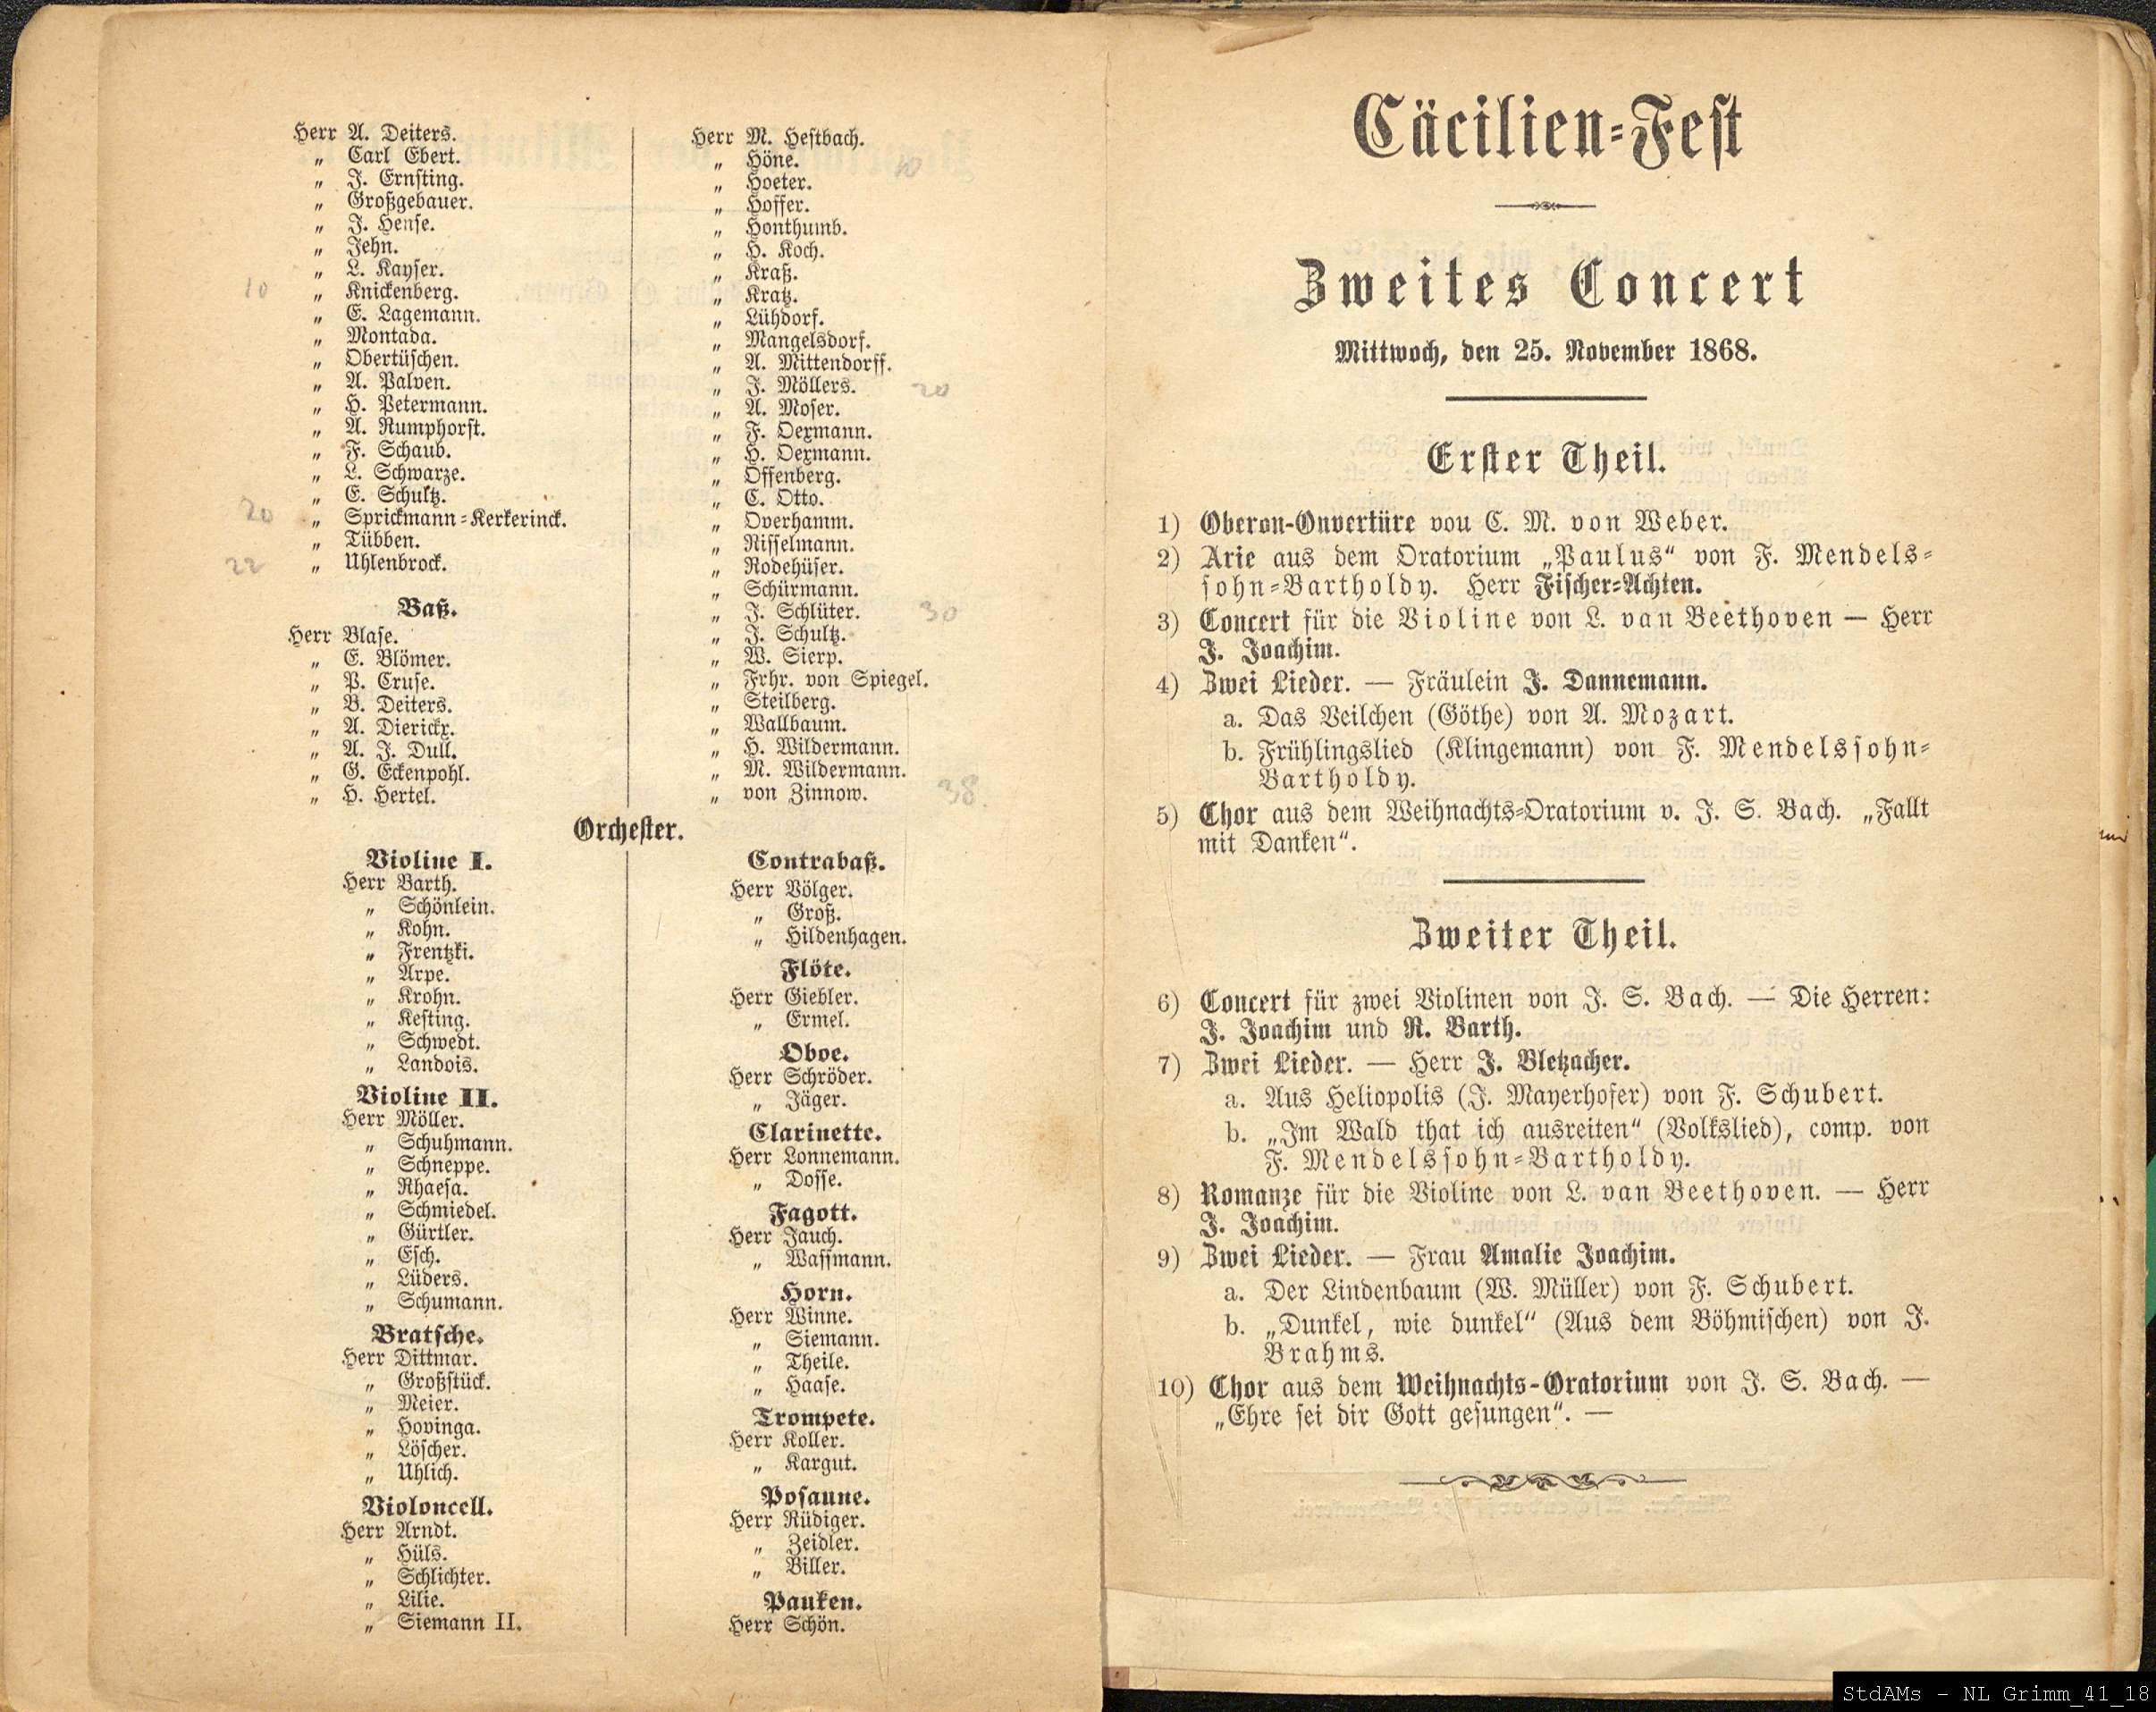 Herr A. Deiters.
„ Carl Ebert.
„ J. Ernsting.
„ Großgebauer.
„ J. Hense.
„ Jehn.
„ L. Kayser.
10 „ Knickenberg.
„ E. Lagemann.
„ Montada.
„ Obertüschen.
„ A. Palven.
„ H. Petermann.
„ A. Rumphorst.
„ F. Schaub.
„ L. Schwarze.
„ E. Schultz.
20 „ Sprickmann-Kerkerinck.
„ Tübben.
22 „ Uhlenbrock.
Baß.
Herr Blase.
„ E. Blömer.
„ P. Cruse.
„ B. Deiters.
„ A. Dierickx.
„ A. J. Dull.
„ G. Eckenpohl.
„ H. Hertel.
Herr M. Hestbach.
„ Höne. 10
„ Hoeter.
„ Hoffer.
„ Honthumb.
„ H. Koch.
„ Kraß.
„ Kratz.
„ Lühdorf.
„ Mangelsdorf.
„ A. Mittendorff.
„ J. Möllers. 20
„ A. Moser.
„ F. Oexmann.
„ H. Oexmann.
„ Offenberg.
„ C. Otto.
„ Overhamm.
„ Nisselmann.
„ Rodehüser.
„ Schürmann.
„ J. Schlüter. 30
„ J. Schultz.
„ W. Sierp.
„ Frhr. von Spiegel.
„ Steilberg.
„ Wallbaum.
„ H. Wildermann.
„ M. Wildermann.
„ von Zinnow. 38.
Orchester.
Violine I.
Herr Barth.
„ Schönlein.
„ Kohn.
„ Frentzki.
„ Arpe.
„ Krohn.
„ Kesting.
„ Schwedt.
„ Landois.
Violine II.
Herr Möller.
„ Schuhmann.
„ Schneppe.
„ Rhaesa.
„ Schmiedel.
„ Gürtler.
„ Esch.
„ Lüders.
„ Schumann.
Bratsche.
Herr Dittmar.
„ Großstück.
„ Meier.
„ Hovinga.
„ Löscher.
„ Uhlich.
Violoncell.
Herr Arndt.
„ Hüls.
„ Schlichter.
„ Lilie.
„ Siemann II.
Contrabaß.
Herr Völger.
„ Groß.
„ Hildenhagen.
Flöte.
Herr Giebler.
„ Ermel.
Oboe.
Herr Schröder.
„ Jäger.
Clarinette.
Herr Lonnemann.
„ Dosse.
Fagott.
Herr Jauch.
„ Wassmann.
Horn.
Herr Winne.
„ Siemann.
„ Theile.
„ Haase.
Trompete.
Herr Koller.
„ Kargut.
Posaune.
Herr Rüdiger.
„ Zeidler.
„ Biller.
Pauken.
Herr Schön.
Cäcilien-Fest
Zweites Concert
Mittwoch, den 25. November 1868.
Erster Theil.
1) Oberon-Onvertüre vou C. M. von Weber.
2) Arie aus dem Oratorium „Paulus“ von F. Mendels-
sohn-Bartholdy. Herr Fischer-Achten.
3) Concert für die Violine von L. van Beethoven — Herr
J. Joachim.
4) Zwei Lieder. — Fräulein J. Dannemann.
a. Das Veilchen (Göthe) von A. Mozart.
b. Frühlingslied (Klingemann) von F. Mendelssohn-
Bartholdy.
5) Chor aus dem Weihnachts-Oratorium v. J. S. Bach. „Fallt
mit Danken“.
Zweiter Theil.
6) Concert für zwei Violinen von J. S. Bach. — Die Herren:
J. Joachim und R. Barth.
7) Zwei Lieder. — Herr J. Bletzacher.
a. Aus Heliopolis (J. Mayerhofer) von F. Schubert.
b. „Im Wald that ich ausreiten“ (Volkslied), comp. von
F. Mendelssohn-Bartholdy.
8) Romanze für die Violine von L. van Beethoven. — Herr
J. Joachim.
9) Zwei Lieder. — Frau Amalie Joachim.
a. Der Lindenbaum (W. Müller) von F. Schubert.
b. „Dunkel, wie dunkel“ (Aus dem Böhmischen) von J.
Brahms.
10) Chor aus dem Weihnachts-Oratorium von J. S. Bach. —
„Ehre sei dir Gott gesungen“. —
StdAMs - NL Grimm_41_18